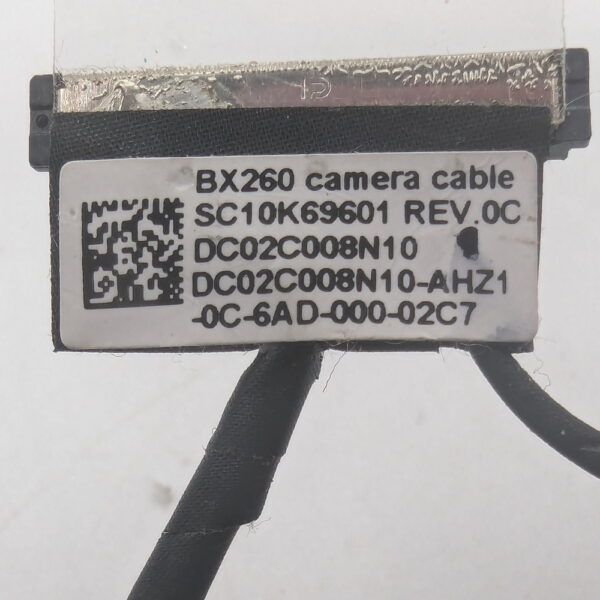 BX260 camera cable
SC10K69601 REV.0C
DC02C008N10
DC02C008N10-AHZ1
-0C-6AD-000-02C7